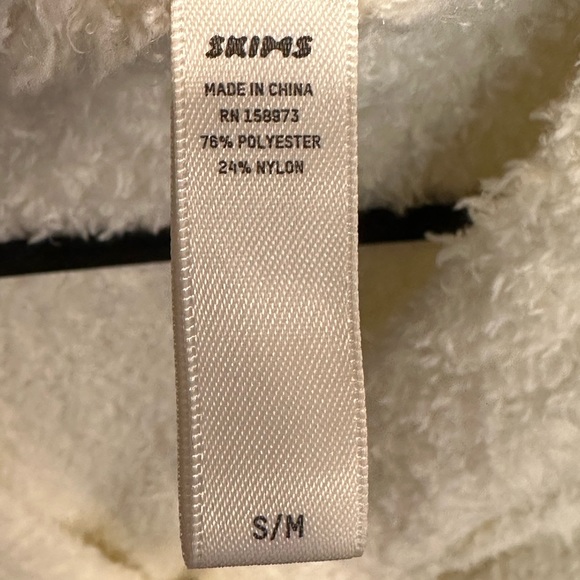 SKIMS
MADE IN CHINA
RN 158973
76% POLYESTER
24% NYLON
S/M